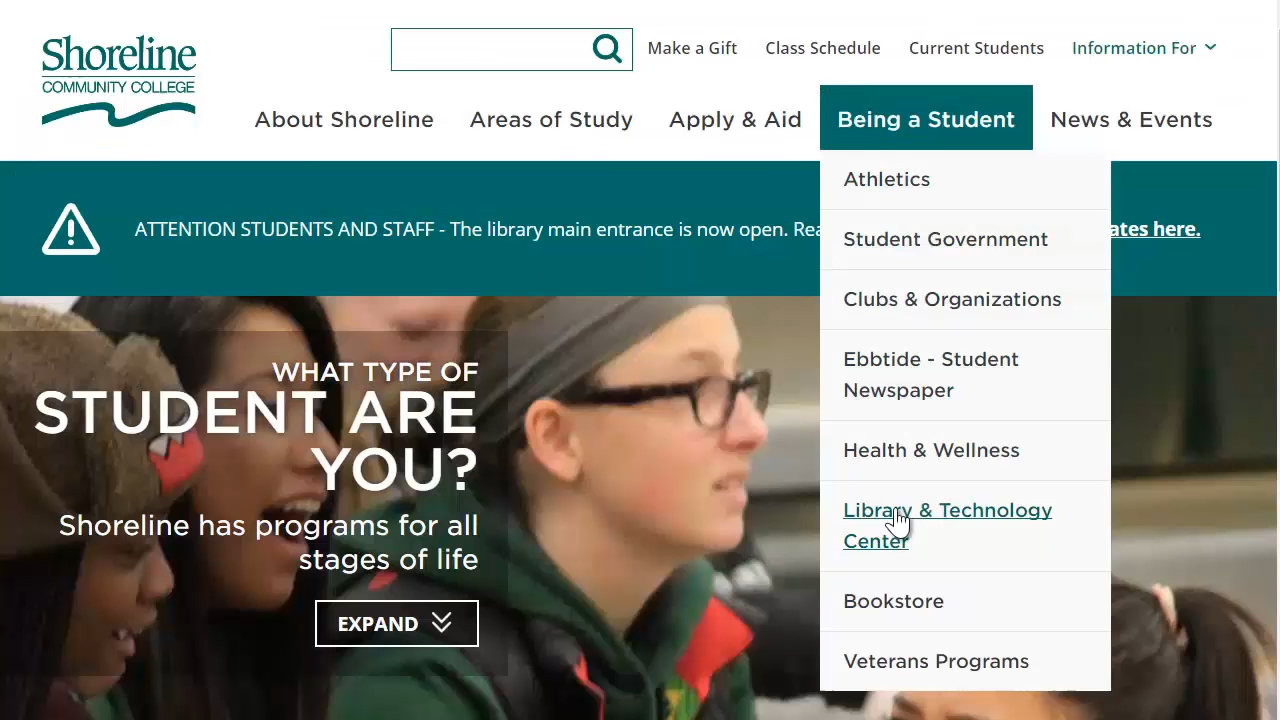 Shoreline
COMMUNITY COLLEGE
Make a Gift
Class Schedule
Current Students
Information For
About Shoreline
Areas of Study
Apply & Aid
Being a Student
News & Events
Athletics
Student Government
Clubs & Organizations
Ebbtide - Student
Newspaper
Health & Wellness
Library & Technology
Center
Bookstore
Veterans Programs
ATTENTION STUDENTS AND STAFF - The library main entrance is now open.
here.
WHAT TYPE OF
STUDENT ARE
YOU?
Shoreline has programs for all
stages of life
EXPAND